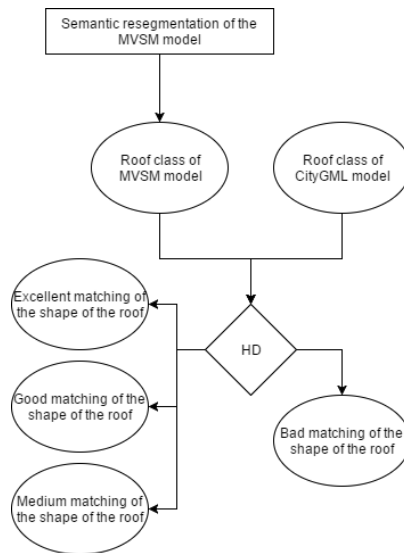 Semantic resegmentation of the
MVSM model
Roof class of
MVSM model
Roof class of
CityGML model
Excellent matching of
the shape of the roof
HD
Good matching of the
shape of the roof
Bad matching of the
shape of the roof
Medium matching of
the shape of the roof